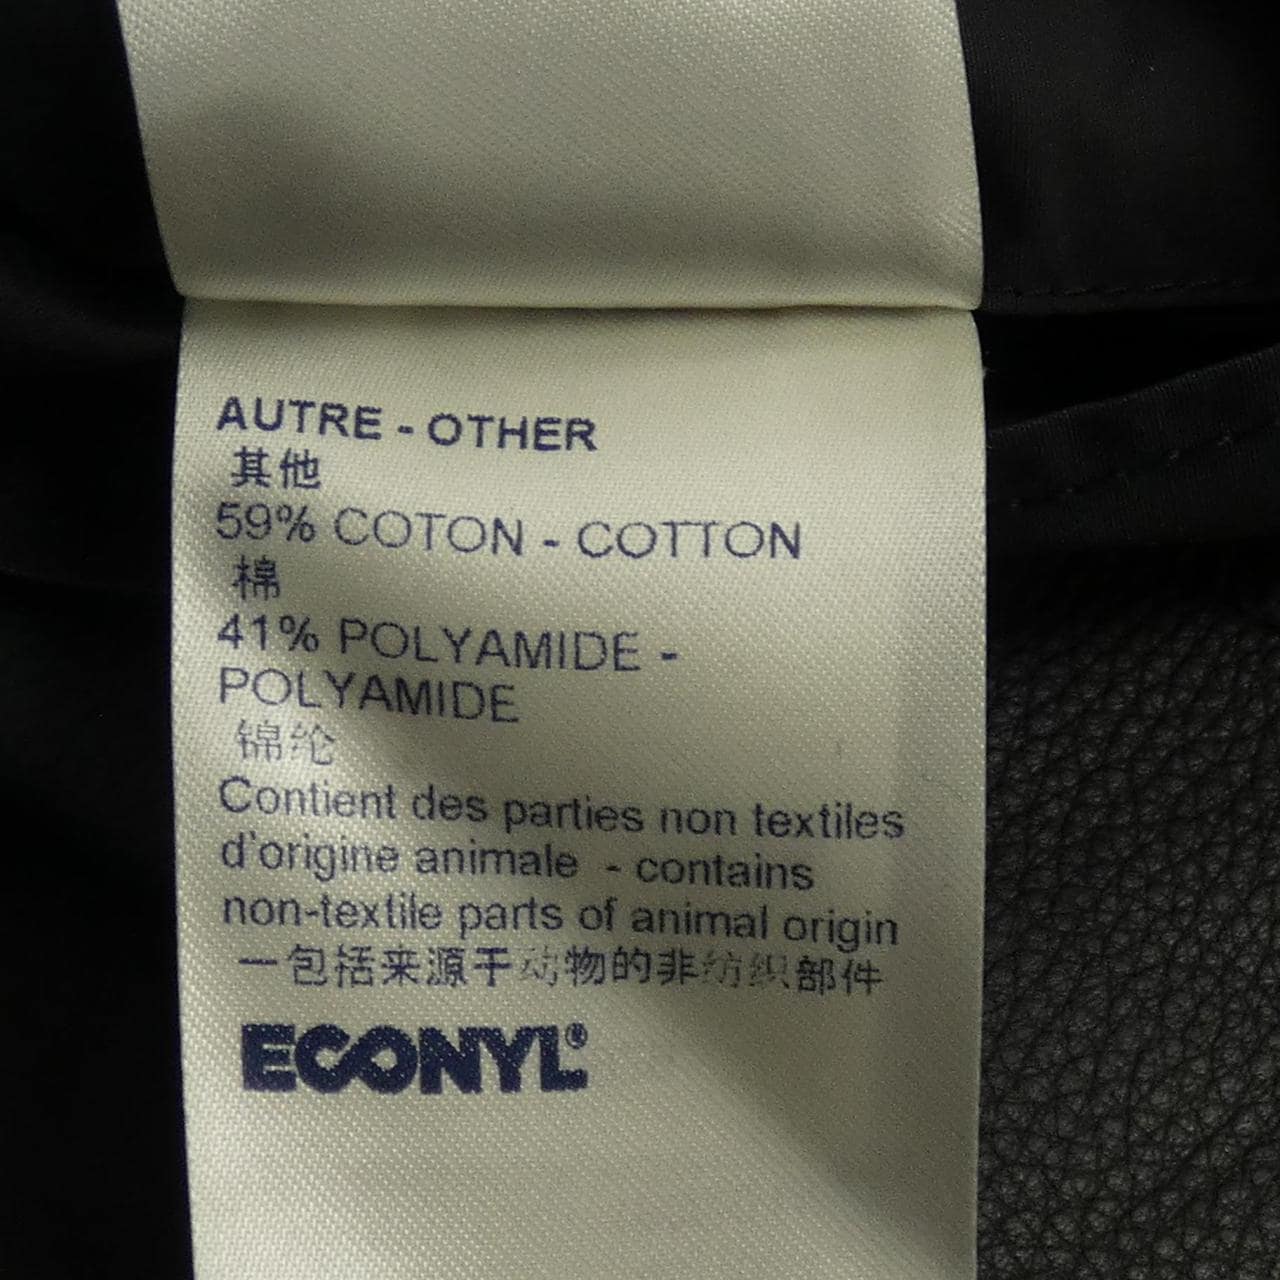 AUTRE - OTHER
其他
59% COTON - COTTON
棉
41% POLYAMIDE -
POLYAMIDE
锦纶
Contient des parties non textiles
d'origine animale - contains
non-textile parts of animal origin
一包括来源于动物的非纺织部件
ECONYL®